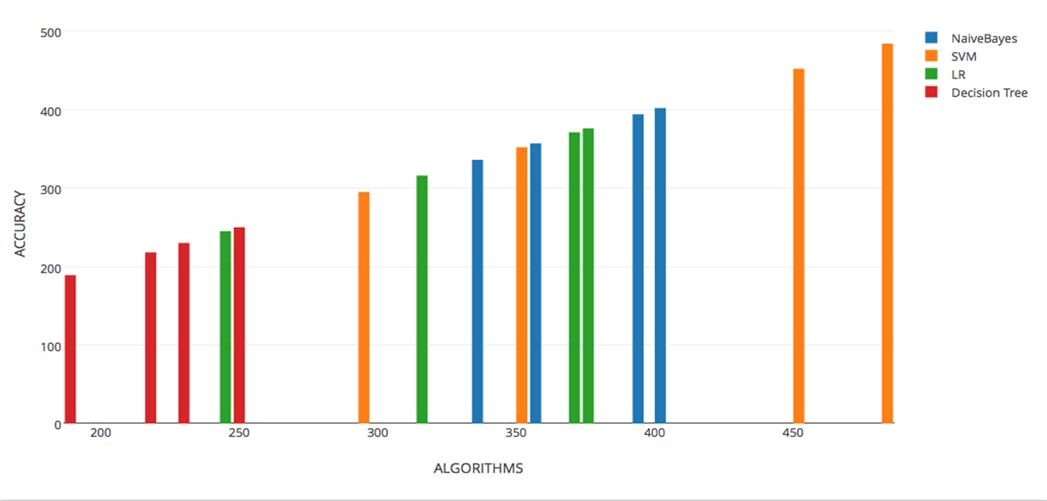 500
400
300
200
100
0
ACCURACY
200 250 300 350 400 450
ALGORITHMS
NaiveBayes
SVM
LR
Decision Tree